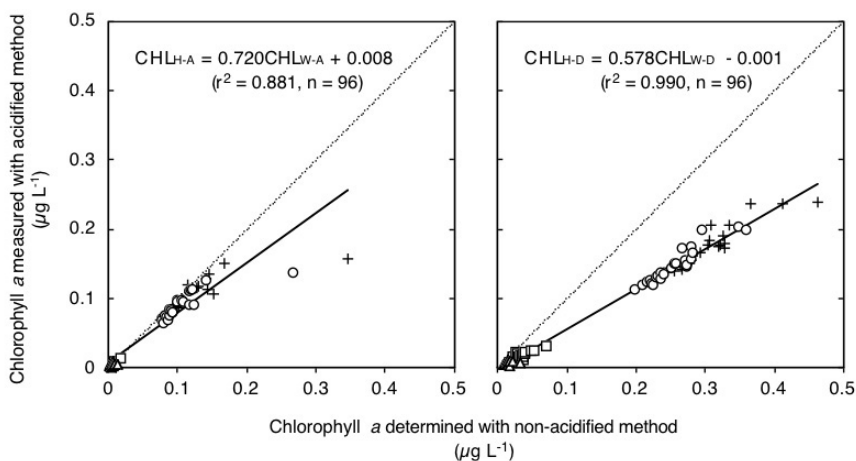 CHLH-A = 0.720CHLW-A + 0.008
(r² = 0.881, n = 96)
CHLH-D = 0.578CHLW-D - 0.001
(r² = 0.990, n = 96)
Chlorophyll a measured with acidified method
(µg L⁻¹)
0.5
0.4
0.3
0.2
0.1
0
0 0.1 0.2 0.3 0.4 0.5
0 0.1 0.2 0.3 0.4 0.5
Chlorophyll a determined with non-acidified method
(µg L⁻¹)